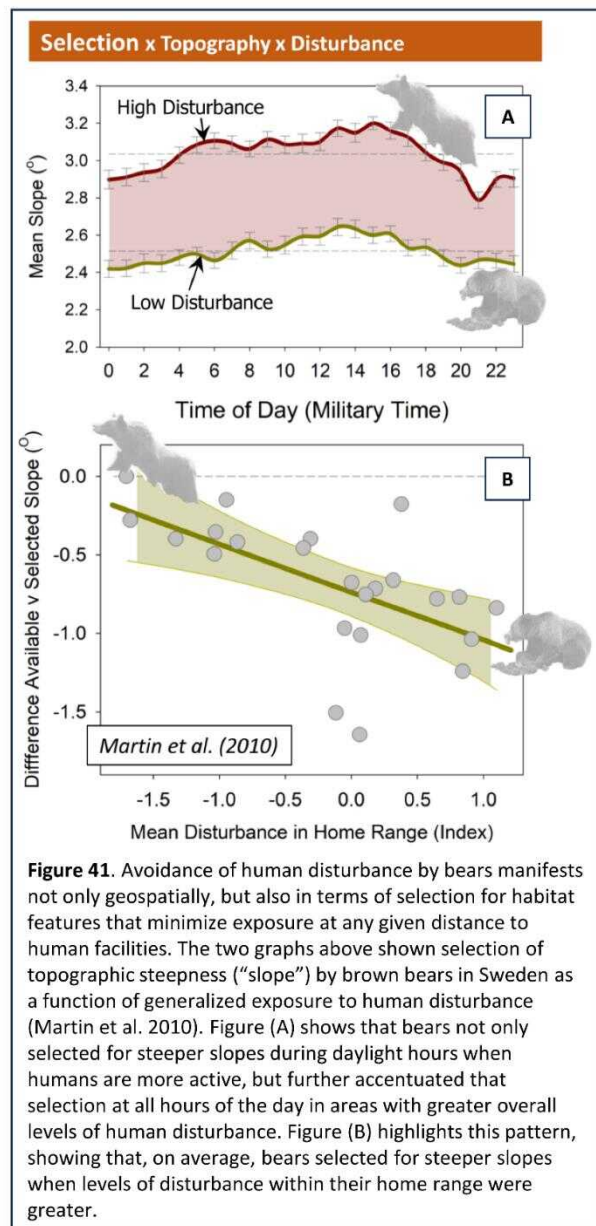 Selection x Topography x Disturbance
3.4
3.2
3.0
2.8
2.6
2.4
2.2
2.0
Mean Slope (°)
High Disturbance
A
Low Disturbance
0 2 4 6 8 10 12 14 16 18 20 22
Time of Day (Military Time)
0.0
-0.5
-1.0
-1.5
Diffference Available v Selected Slope (°)
B
Martin et al. (2010)
-1.5 -1.0 -0.5 0.0 0.5 1.0
Mean Disturbance in Home Range (Index)
Figure 41. Avoidance of human disturbance by bears manifests
not only geospatially, but also in terms of selection for habitat
features that minimize exposure at any given distance to
human facilities. The two graphs above shown selection of
topographic steepness (“slope”) by brown bears in Sweden as
a function of generalized exposure to human disturbance
(Martin et al. 2010). Figure (A) shows that bears not only
selected for steeper slopes during daylight hours when
humans are more active, but further accentuated that
selection at all hours of the day in areas with greater overall
levels of human disturbance. Figure (B) highlights this pattern,
showing that, on average, bears selected for steeper slopes
when levels of disturbance within their home range were
greater.